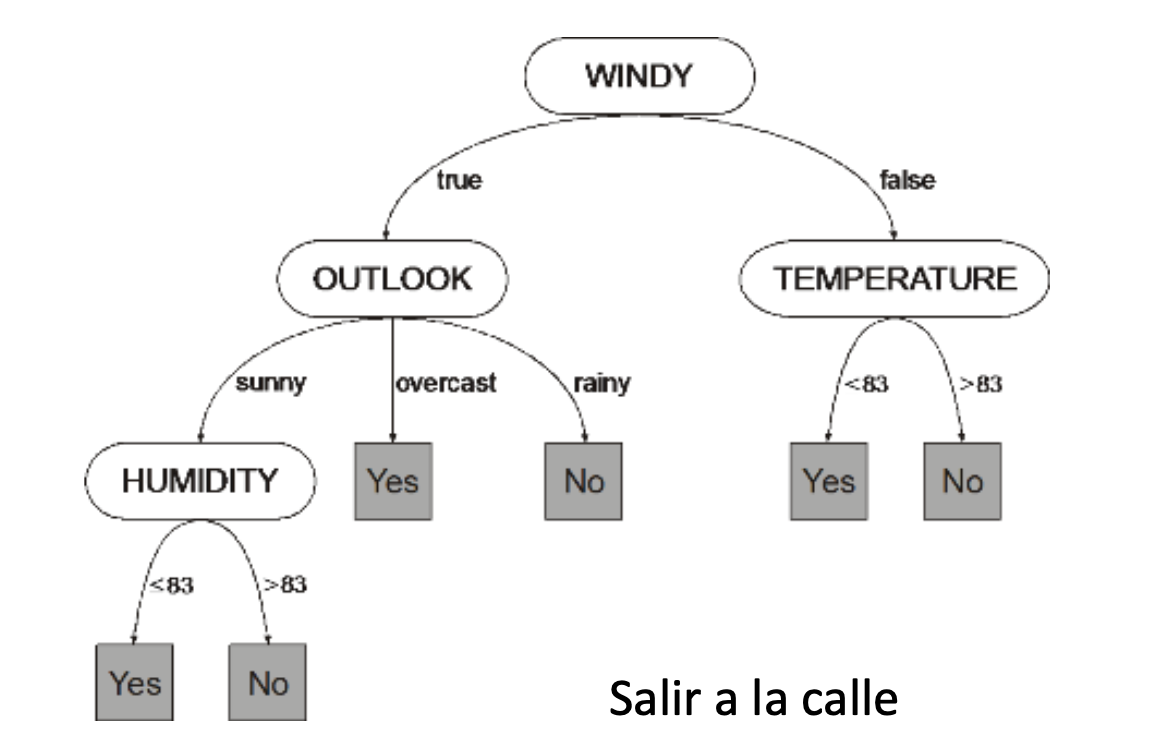 WINDY
true false
OUTLOOK TEMPERATURE
sunny overcast rainy <83 >83
HUMIDITY Yes No Yes No
<83 >83
Yes No
Salir a la calle